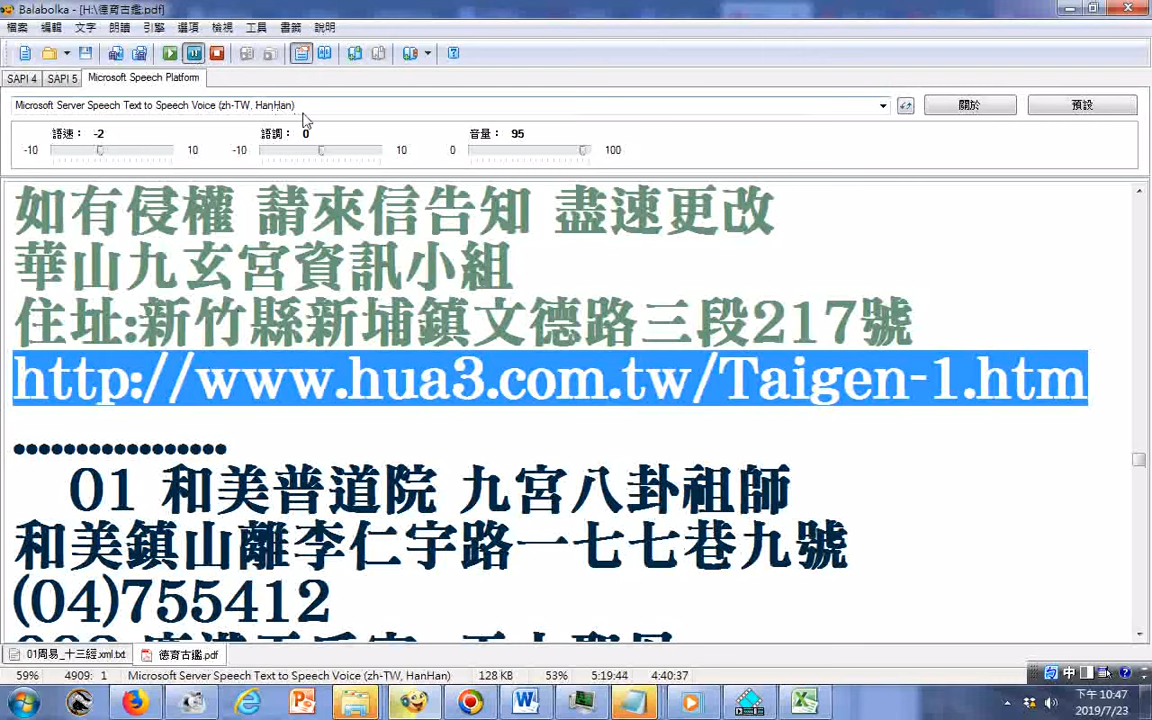 Balabolka - [H:\德育古鑑.pdf]
檔案 編輯 文字 朗讀 引擎 選項 檢視 工具 書籤 說明
SAPI 4 SAPI 5 Microsoft Speech Platform
Microsoft Server Speech Text to Speech Voice (zh-TW, HanHan) 關於 預設
語速： -2 語調： 0 音量： 95
-10 10 -10 10 0 100
如有侵權 請來信告知 盡速更改
華山九玄宮資訊小組
住址:新竹縣新埔鎮文德路三段217號
http://www.hua3.com.tw/Taigen-1.htm
•••••••••••••••••
01 和美普道院 九宮八卦祖師
和美鎮山離李仁宇路一七七巷九號
(04)755412
01周易_十三經.xml.txt 德育古鑑.pdf
59% 4909: 1 Microsoft Server Speech Text to Speech Voice (zh-TW, HanHan) 128 KB 53% 5:19:44 4:40:37
中
下午 10:47
2019/7/23